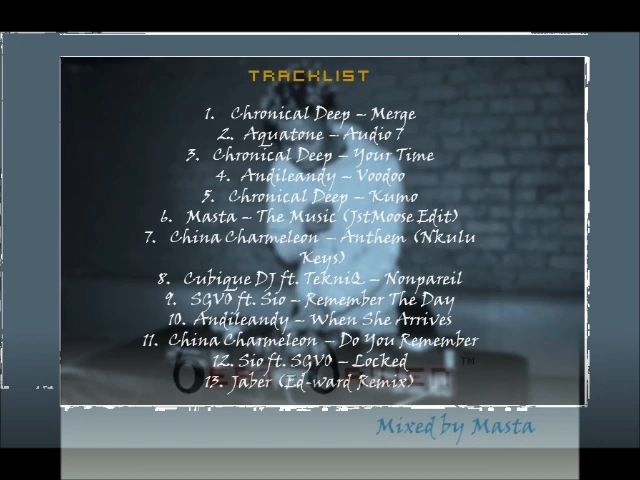 TRACKLIST
1. Chronical Deep – Merge
2. Aquatone – Audio 7
3. Chronical Deep – Your Time
4. Andileandy – Voodoo
5. Chronical Deep – Kumo
6. Masta – The Music (JstMoose Edit)
7. China Charmeleon – Anthem (Nkulu
Keys)
8. Cubique DJ ft. TekniQ – Nonpareil
9. SGVO ft. Sio – Remember The Day
10. Andileandy – When She Arrives
11. China Charmeleon – Do You Remember
12. Sio ft. SGVO – Locked
TM
13. Jaber (Ed-ward Remix)
Mixed by Masta